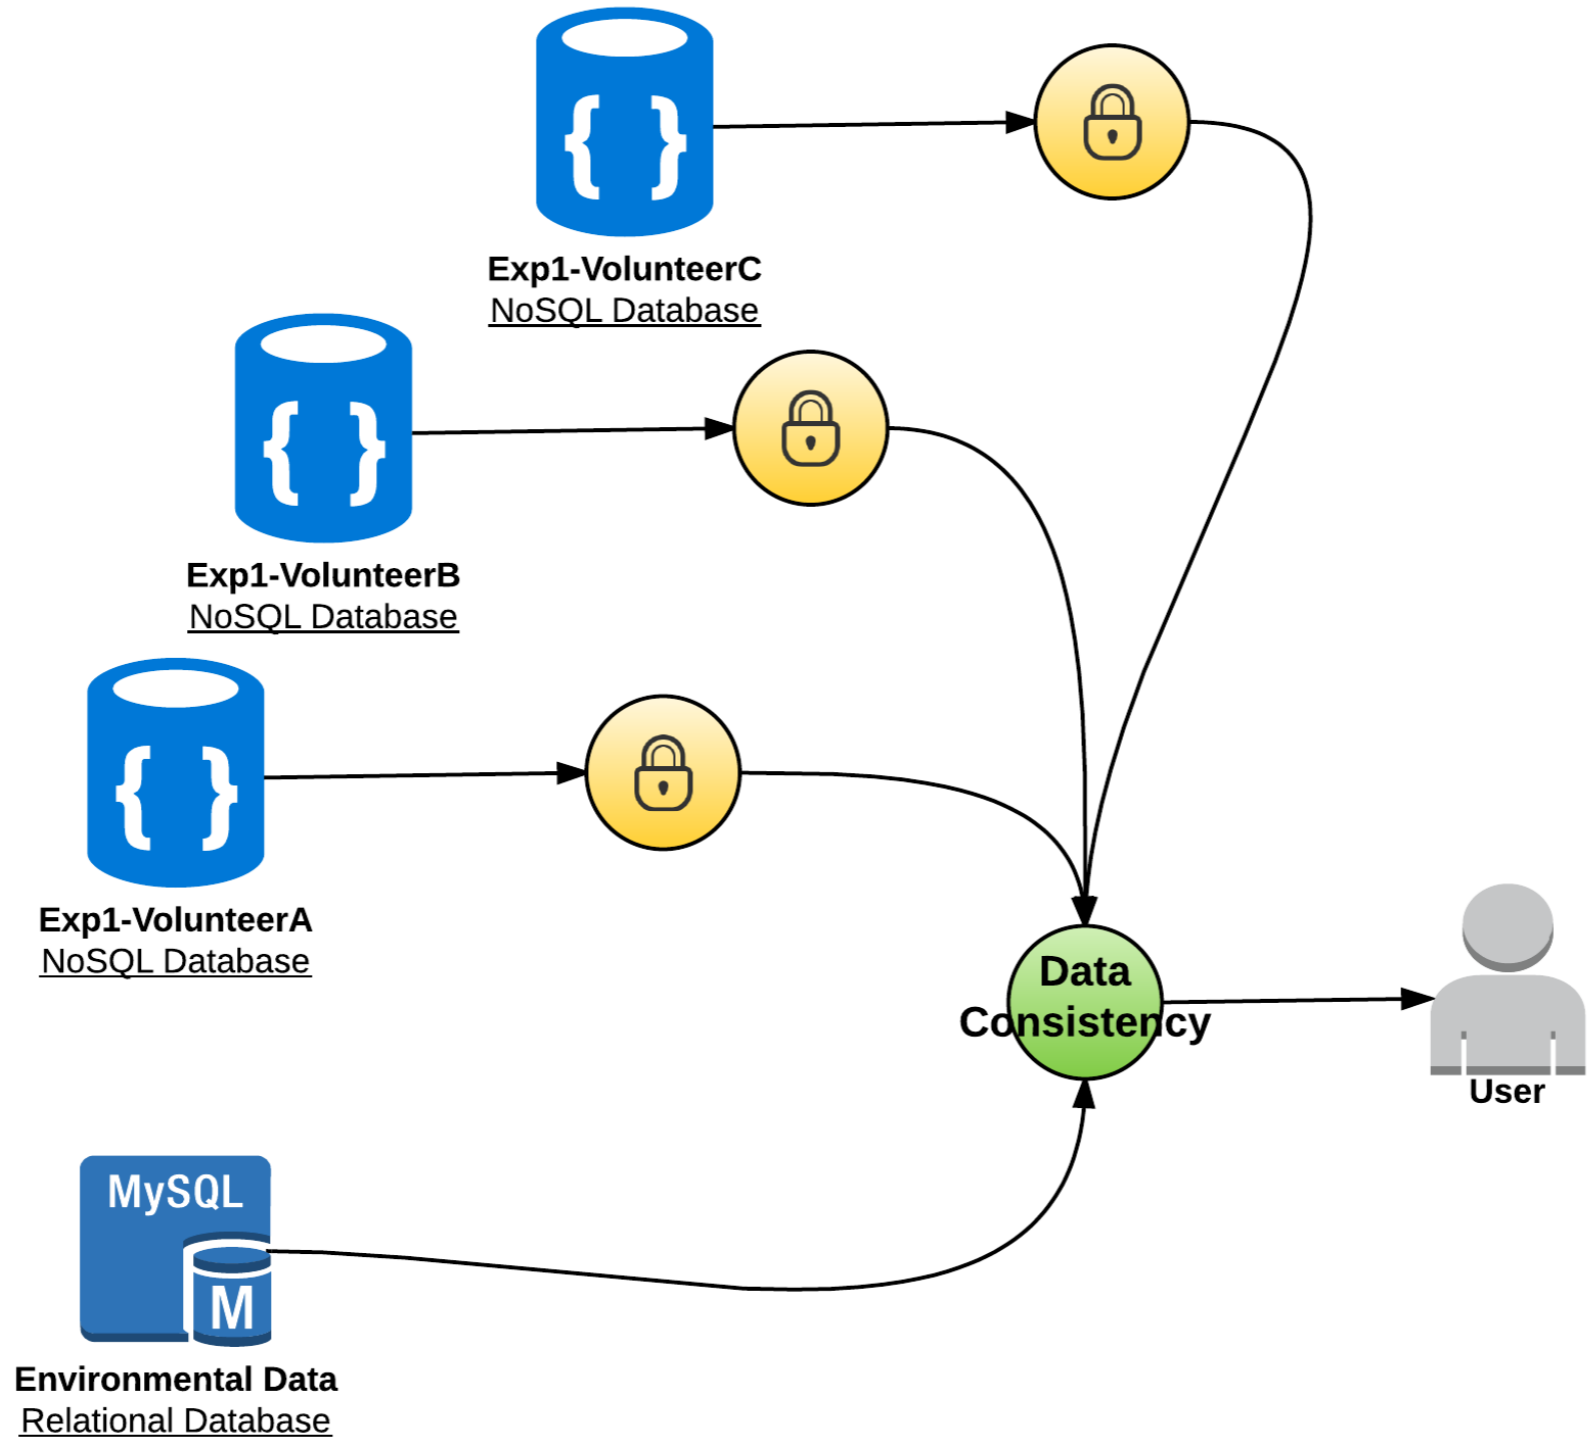 { }
Exp1-VolunteerC
NoSQL Database
{ }
Exp1-VolunteerB
NoSQL Database
{ }
Exp1-VolunteerA
NoSQL Database
Data
Consistency
User
MySQL
M
Environmental Data
Relational Database